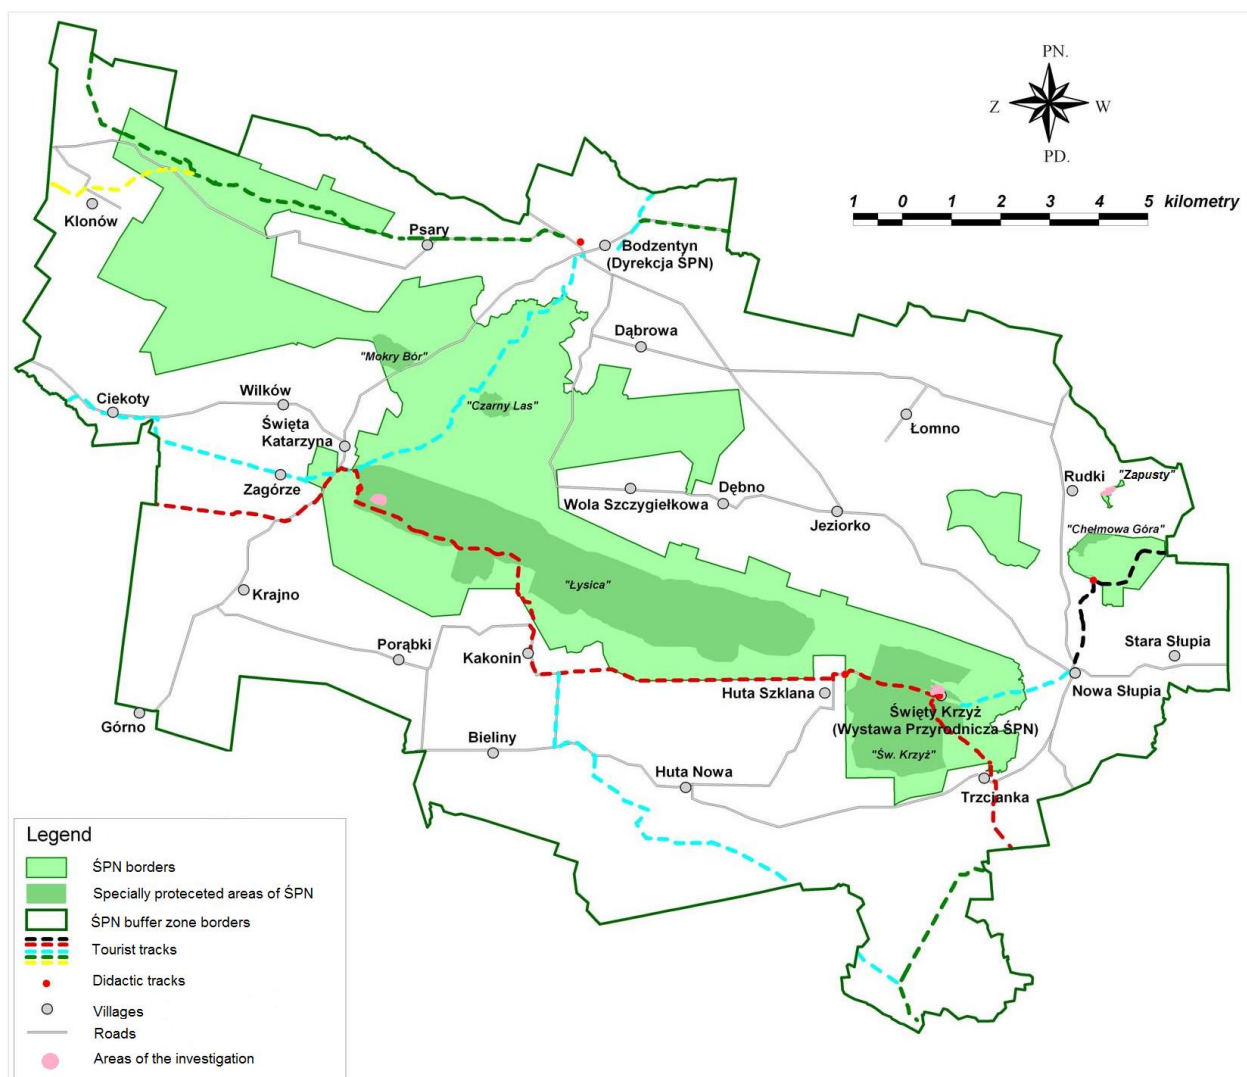 PN.
Z
W
PD.
1 0 1 2 3 4 5 kilometry
Klonów
Psary
Bodzentyn
(Dyrekcja ŚPN)
Dąbrowa
"Mokry Bór"
Ciekoty
Wilków
"Czarny Las"
Święta
Katarzyna
Łomno
Zagórze
Wola Szczygiełkowa
Dębno
Jeziorko
Rudki
"Zapusty"
"Chełmowa Góra"
Krajno
"Łysica"
Porąbki
Kakonin
Stara Słupia
Huta Szklana
Nowa Słupia
Górno
Święty Krzyż
(Wystawa Przyrodnicza ŚPN)
Bieliny
"Św. Krzyż"
Huta Nowa
Trzcianka
Legend
ŚPN borders
Specially proteceted areas of ŚPN
ŚPN buffer zone borders
Tourist tracks
Didactic tracks
Villages
Roads
Areas of the investigation